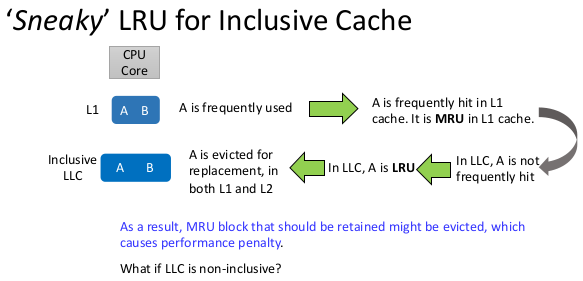 ‘Sneaky’ LRU for Inclusive Cache
CPU
Core
L1
A B
A is frequently used
A is frequently hit in L1
cache. It is MRU in L1 cache.
Inclusive
LLC
A B
A is evicted for
replacement, in
both L1 and L2
In LLC, A is LRU
In LLC, A is not
frequently hit
As a result, MRU block that should be retained might be evicted, which
causes performance penalty.
What if LLC is non-inclusive?